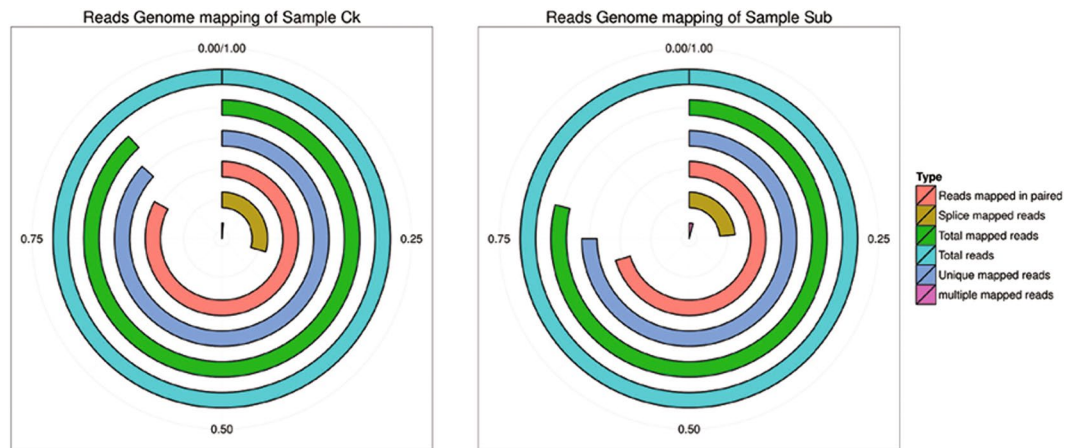 Reads Genome mapping of Sample Ck
Reads Genome mapping of Sample Sub
0.00/1.00
0.00/1.00
0.75
0.25
0.75
0.25
0.50
0.50
Type
Reads mapped in paired
Splice mapped reads
Total mapped reads
Total reads
Unique mapped reads
multiple mapped reads